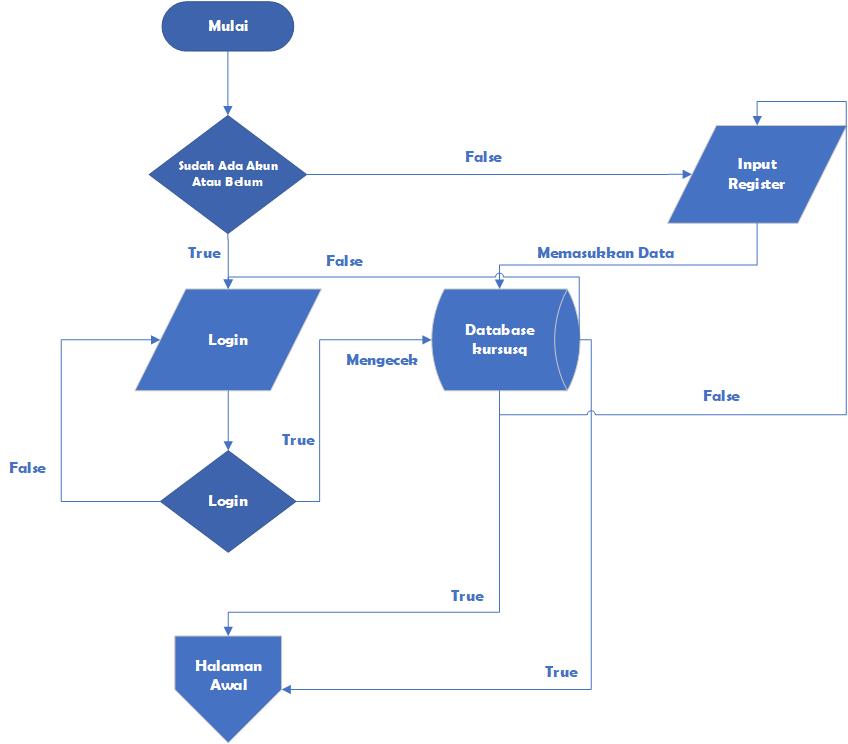 Mulai
Sudah Ada Akun
Atau Belum
False
Input
Register
True
False
Memasukkan Data
Login
Database
kursusq
Mengecek
False
True
False
Login
True
Halaman
Awal
True